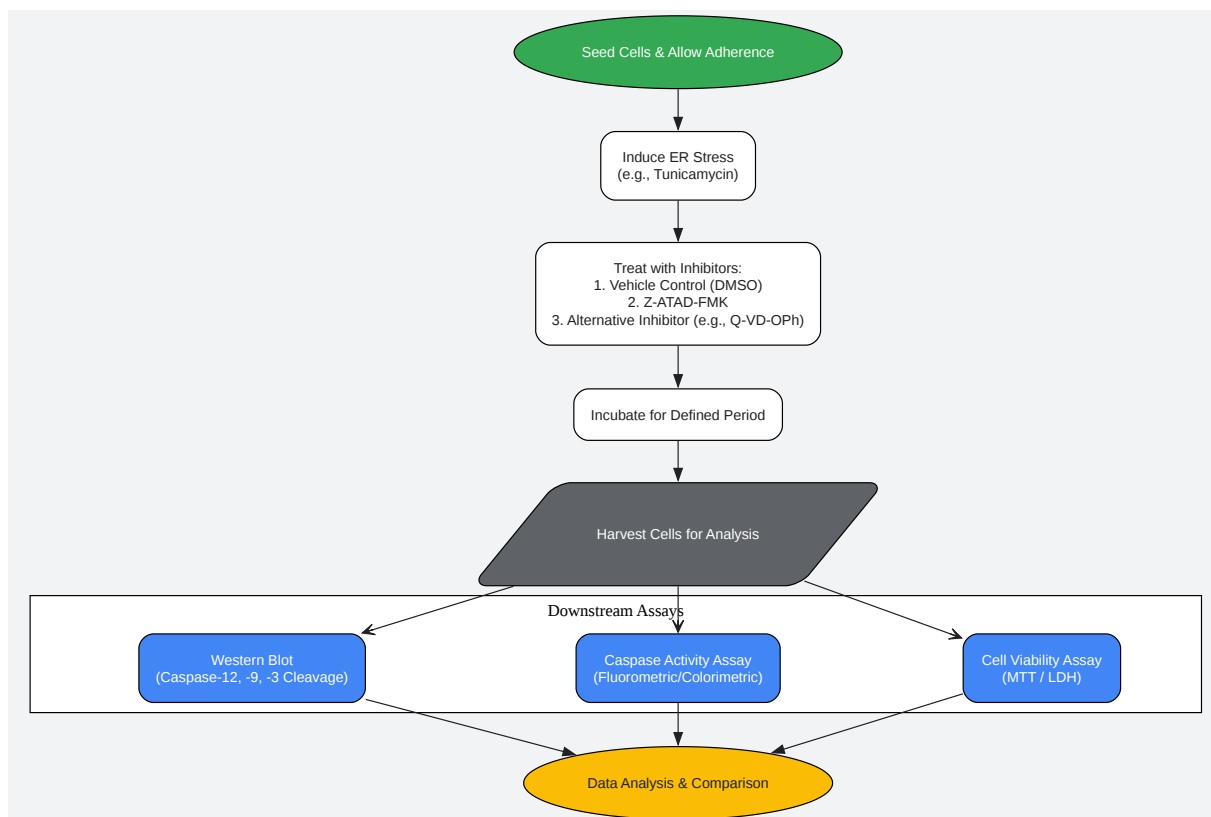 Seed Cells & Allow Adherence
Induce ER Stress
(e.g., Tunicamycin)
Treat with Inhibitors:
1. Vehicle Control (DMSO)
2. Z-ATAD-FMK
3. Alternative Inhibitor (e.g., Q-VD-OPh)
Incubate for Defined Period
Harvest Cells for Analysis
Downstream Assays
Western Blot
(Caspase-12, -9, -3 Cleavage)
Caspase Activity Assay
(Fluorometric/Colorimetric)
Cell Viability Assay
(MTT / LDH)
Data Analysis & Comparison